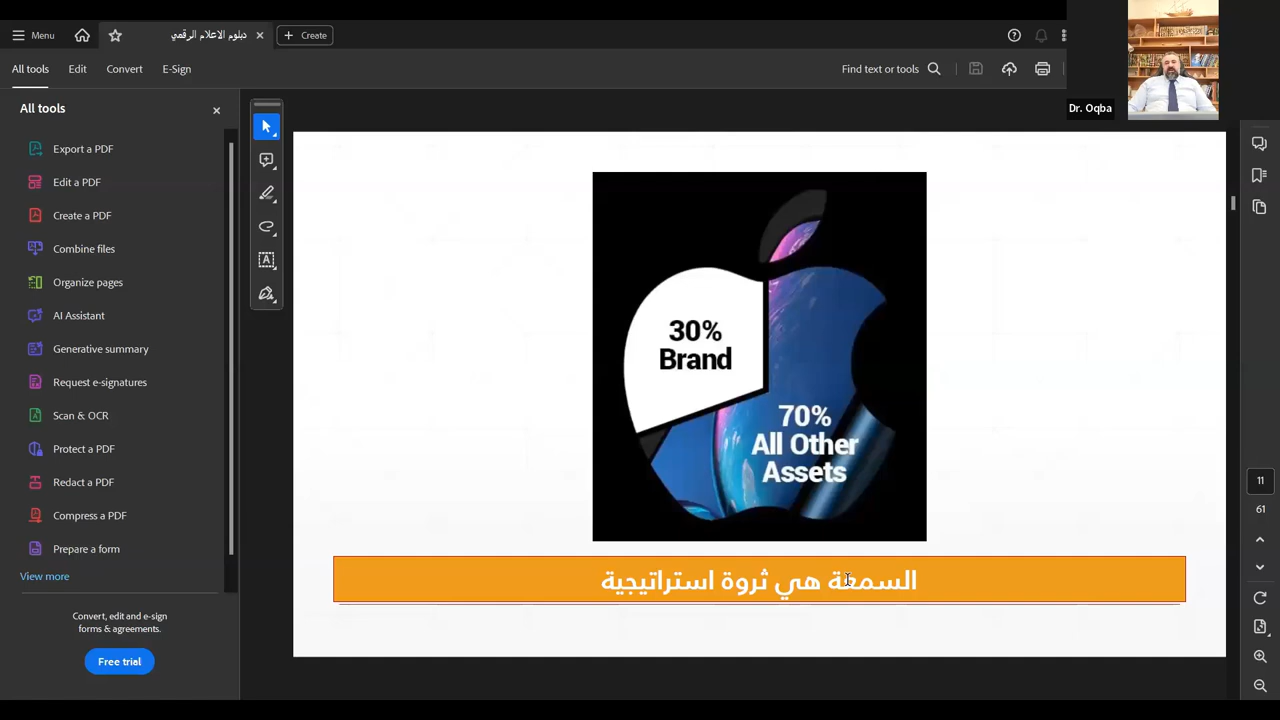 Menu
دبلوم الاعلام الرقمي
Create
All tools
Edit
Convert
E-Sign
Find text or tools
Dr. Oqba
All tools
Export a PDF
Edit a PDF
Create a PDF
Combine files
Organize pages
AI Assistant
Generative summary
Request e-signatures
Scan & OCR
Protect a PDF
Redact a PDF
Compress a PDF
Prepare a form
View more
Convert, edit and e-sign
forms & agreements.
Free trial
30%
Brand
70%
All Other
Assets
السمعة هي ثروة استراتيجية
11
61